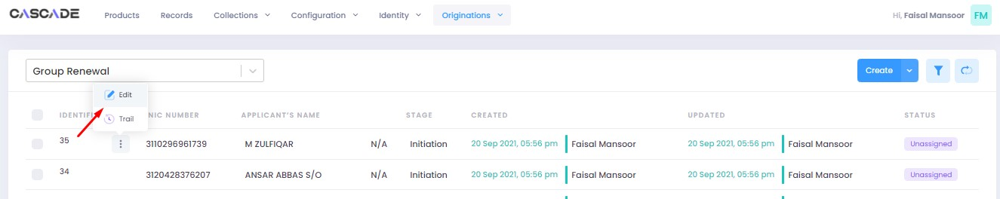 CASCADE Products Records Collections Configuration Identity Originations Hi, Faisal Mansoor FM
Group Renewal Create
Edit
Trail
NIC NUMBER APPLICANT'S NAME STAGE CREATED UPDATED STATUS
35 3110296961739 M ZULFIQAR N/A Initiation 20 Sep 2021, 05:56 pm Faisal Mansoor 20 Sep 2021, 05:56 pm Faisal Mansoor Unassigned
34 3120428376207 ANSAR ABBAS S/O N/A Initiation 20 Sep 2021, 05:56 pm Faisal Mansoor 20 Sep 2021, 05:56 pm Faisal Mansoor Unassigned